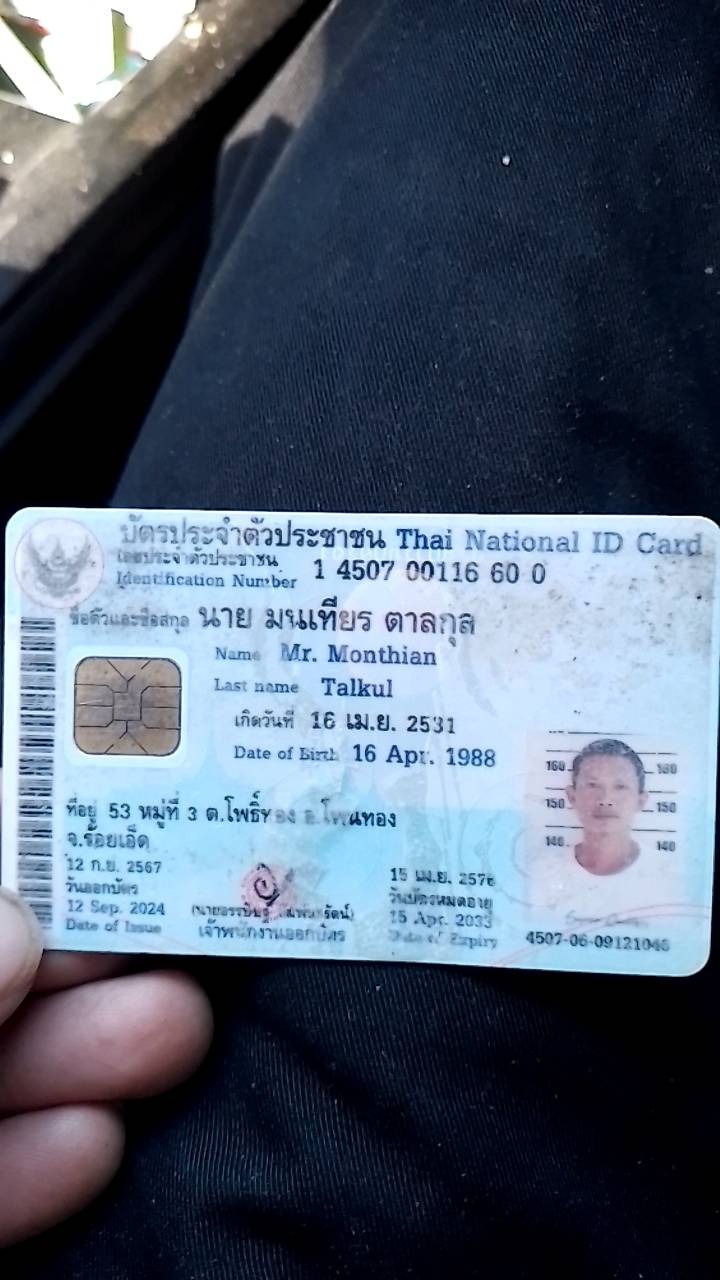 บัตรประจำตัวประชาชน Thai National ID Card
เลขประจำตัวประชาชน
Identification Number 1 4507 00116 60 0
ชื่อตัวและชื่อสกุล นาย มนเทียร ตาลกุล
Name Mr. Monthian
Last name Talkul
เกิดวันที่ 16 เม.ย. 2531
Date of Birth 16 Apr. 1988
ที่อยู่ 53 หมู่ที่ 3 ต.โพธิ์ทอง อ.โพนทอง
จ.ร้อยเอ็ด
12 ก.ย. 2567
วันออกบัตร
12 Sep. 2024
Date of Issue
เจ้าพนักงานออกบัตร
15 เม.ย. 2576
วันบัตรหมดอายุ
15 Apr. 2033
Date of Expiry
160 160
150 150
140 140
4507-06-09121046